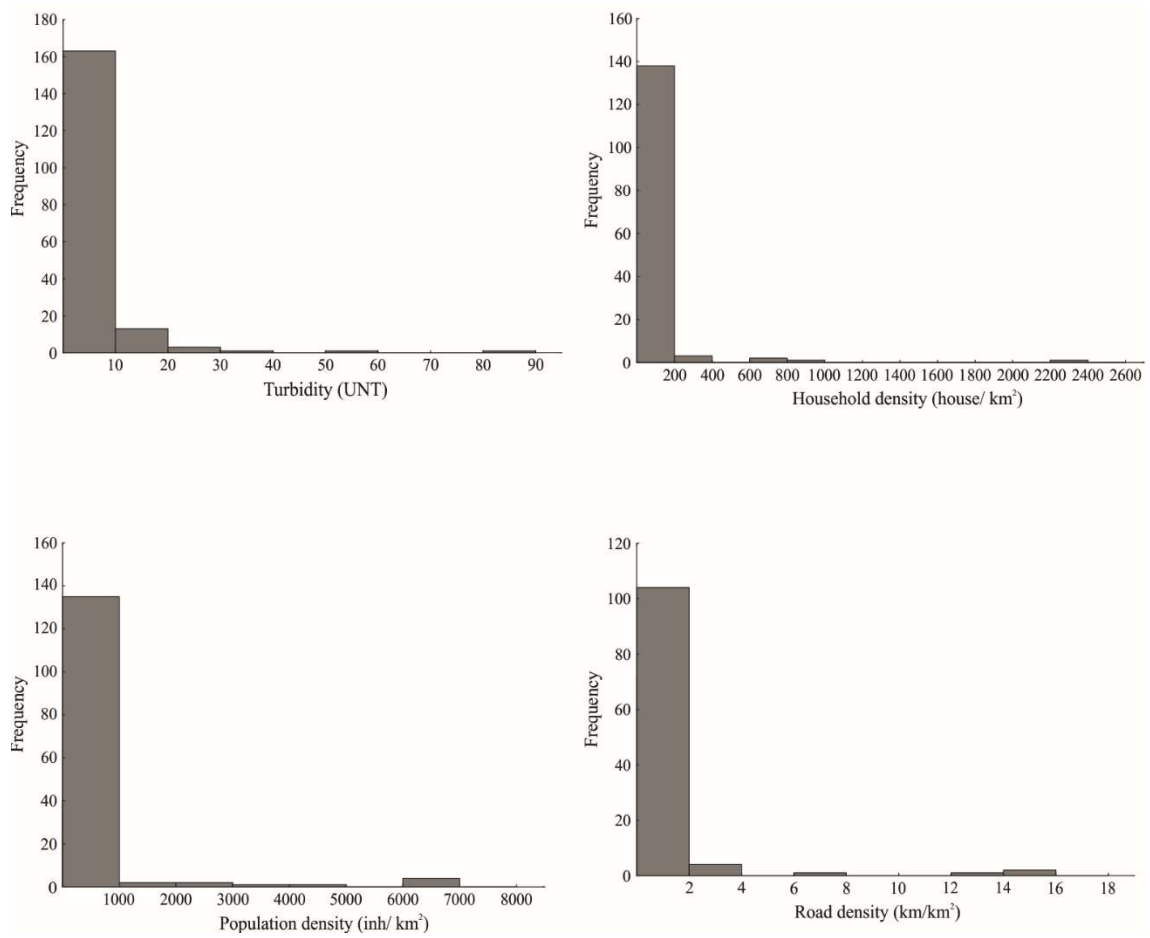 180
160
140
120
100
80
60
40
20
0
Frequency
10 20 30 40 50 60 70 80 90
Turbidity (UNT)
160
140
120
100
80
60
40
20
0
Frequency
200 400 600 800 1000 1200 1400 1600 1800 2000 2200 2400 2600
Household density (house/ km²)
160
140
120
100
80
60
40
20
0
Frequency
1000 2000 3000 4000 5000 6000 7000 8000
Population density (inh/ km²)
120
100
80
60
40
20
0
Frequency
2 4 6 8 10 12 14 16 18
Road density (km/km²)